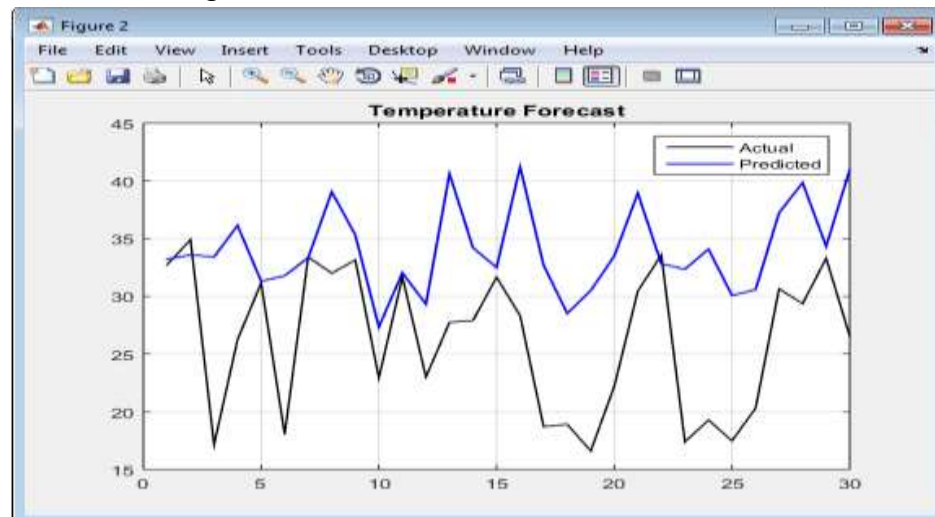 Figure 2
File Edit View Insert Tools Desktop Window Help
Temperature Forecast
45
40
35
30
25
20
15
0 5 10 15 20 25 30
Actual
Predicted